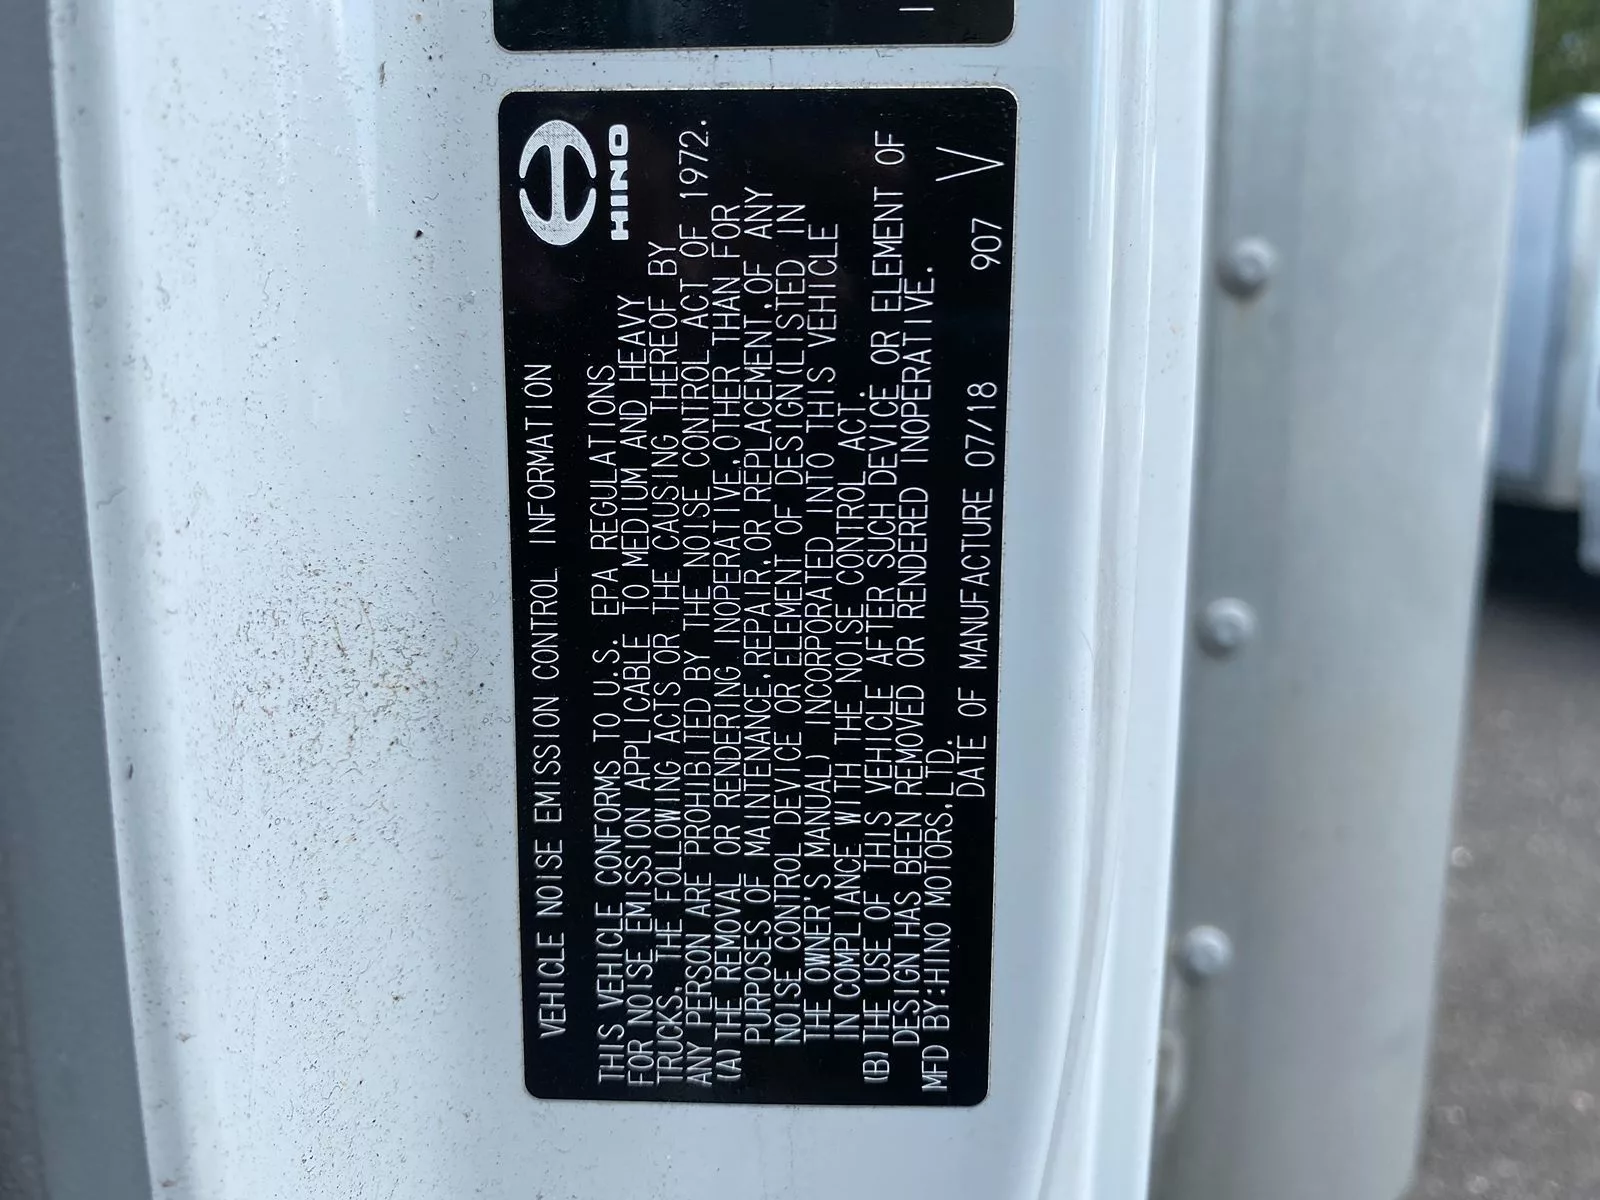 HINO
VEHICLE NOISE EMISSION CONTROL INFORMATION
THIS VEHICLE CONFORMS TO U.S. EPA REGULATIONS
FOR NOISE EMISSION APPLICABLE TO MEDIUM AND HEAVY
TRUCKS. THE FOLLOWING ACTS OR THE CAUSING THEREOF BY
ANY PERSON ARE PROHIBITED BY THE NOISE CONTROL ACT OF 1972.
(A) THE REMOVAL OR RENDERING INOPERATIVE, OTHER THAN FOR
PURPOSES OF MAINTENANCE, REPAIR, OR REPLACEMENT, OF ANY
NOISE CONTROL DEVICE OR ELEMENT OF DESIGN (LISTED IN
THE OWNER'S MANUAL) INCORPORATED INTO THIS VEHICLE
IN COMPLIANCE WITH THE NOISE CONTROL ACT.
(B) THE USE OF THIS VEHICLE AFTER SUCH DEVICE OR ELEMENT OF
DESIGN HAS BEEN REMOVED OR RENDERED INOPERATIVE.
MFD BY:HINO MOTORS, LTD.
DATE OF MANUFACTURE 07/18 907 V